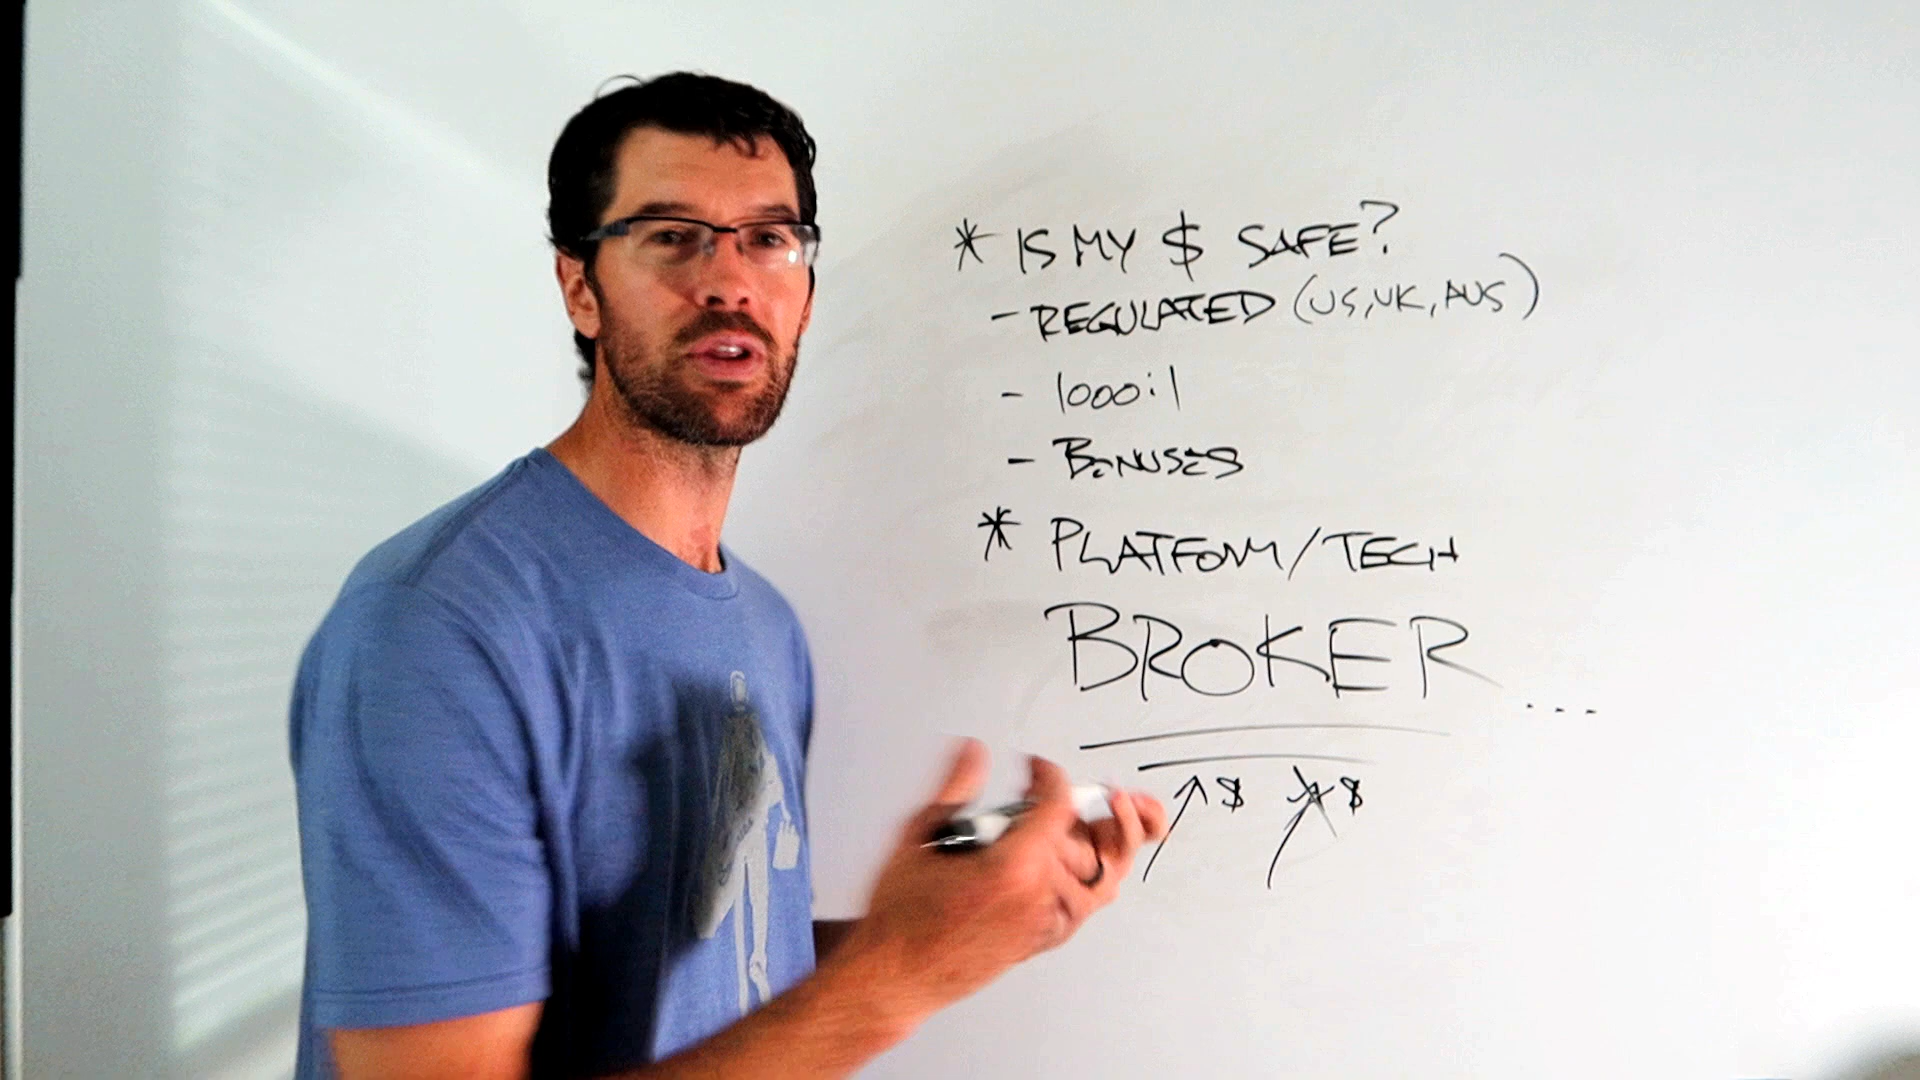 * IS MY $ SAFE?
- REGULATED (US, UK, AUS)
- 1000:1
- BONUSES
* PLATFORM/TECH
BROKER ...
$ $